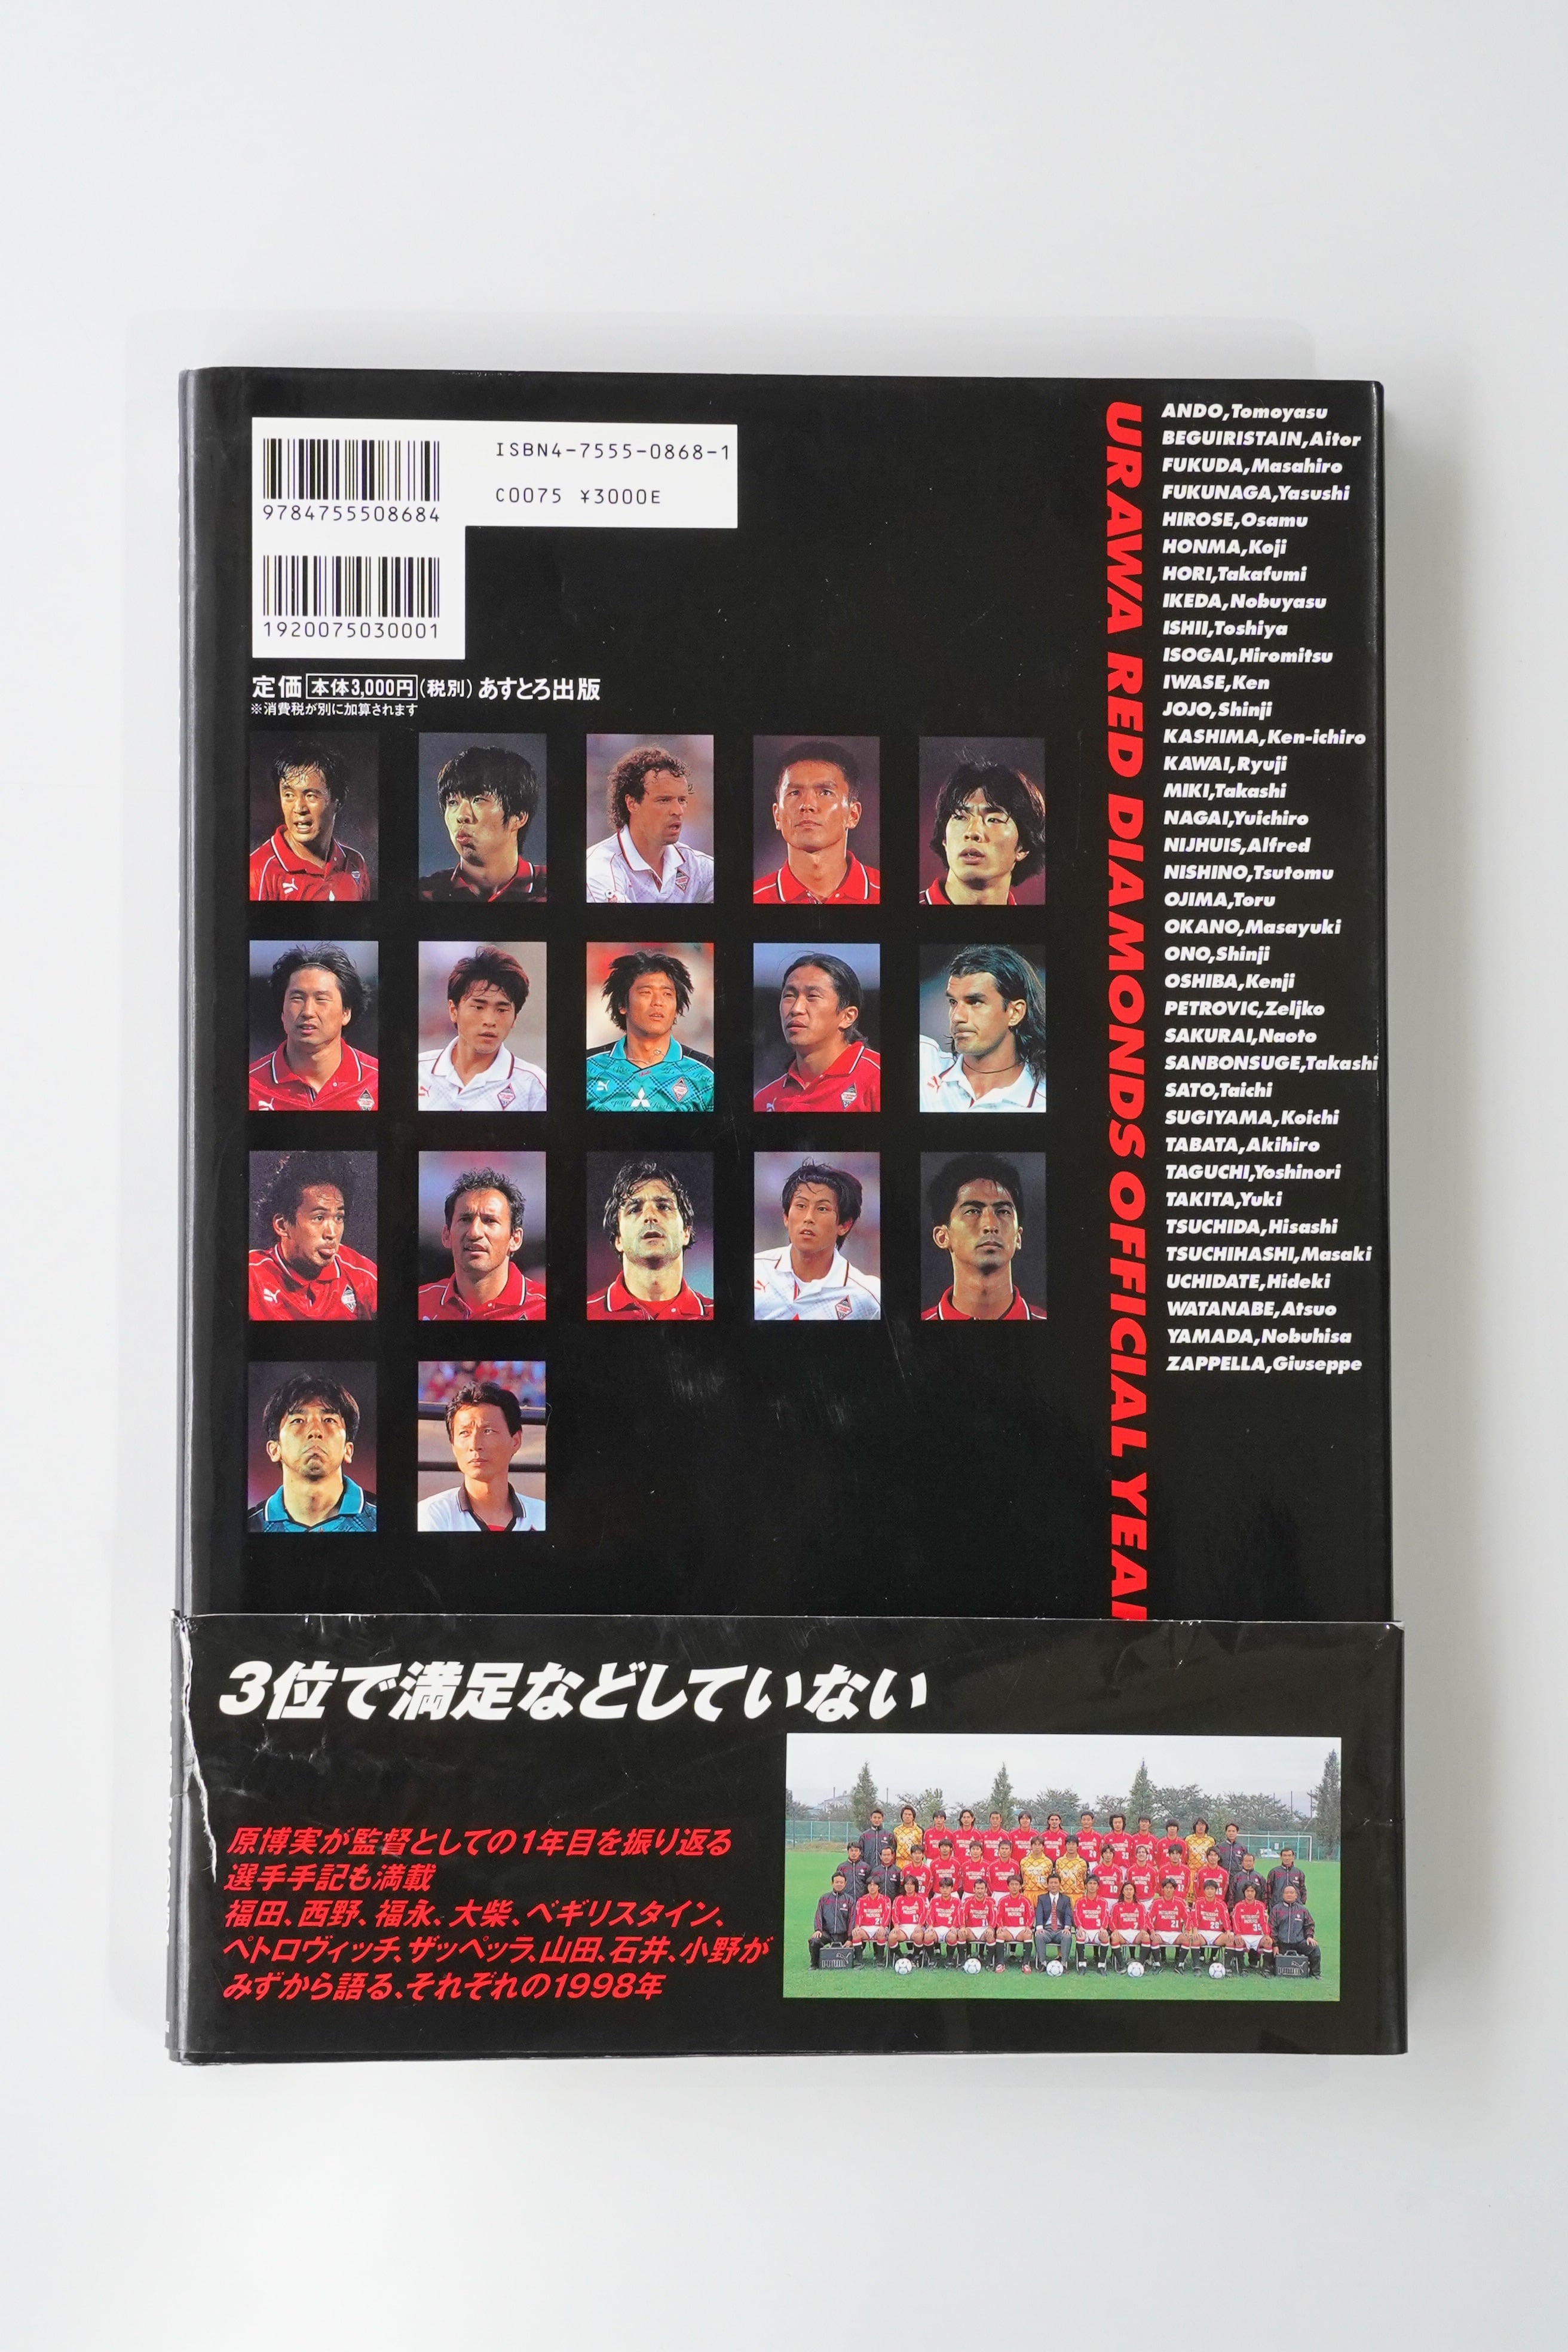 ISBN4-7555-0868-1
C0075 ¥3000E
9784755508684
1920075030001
定価 本体3,000円 (税別) あすとろ出版
※消費税が別に加算されます
URAWA RED DIAMONDS OFFICIAL
ANDO,Tomoyasu
BEGUIRISTAIN,Aitor
FUKUDA,Masahiro
FUKUNAGA,Yasushi
HIROSE,Osamu
HONMA,Koji
HORI,Takafumi
IKEDA,Nobuyasu
ISHII,Toshiya
ISOGAI,Hiromitsu
IWASE,Ken
JOJO,Shinji
KASHIMA,Ken-ichiro
KAWAI,Ryuji
MIKI,Takashi
NAGAI,Yuichiro
NIJHUIS,Alfred
NISHINO,Tsutomu
OJIMA,Toru
OKANO,Masayuki
ONO,Shinji
OSHIBA,Kenji
PETROVIC,Zeljko
SAKURAI,Naoto
SANBONSUGE,Takashi
SATO,Taichi
SUGIYAMA,Koichi
TABATA,Akihiro
TAGUCHI,Yoshinori
TAKITA,Yuki
TSUCHIDA,Hisashi
TSUCHIHASHI,Masaki
UCHIDATE,Hideki
WATANABE,Atsuo
YAMADA,Nobuhisa
ZAPPELLA,Giuseppe
3位で満足などしていない
原博実が監督としての1年目を振り返る
選手手記も満載
福田、西野、福永、大柴、ベギリスタイン、
ペトロヴィッチ、ザッペッラ、山田、石井、小野が
みずから語る、それぞれの1998年